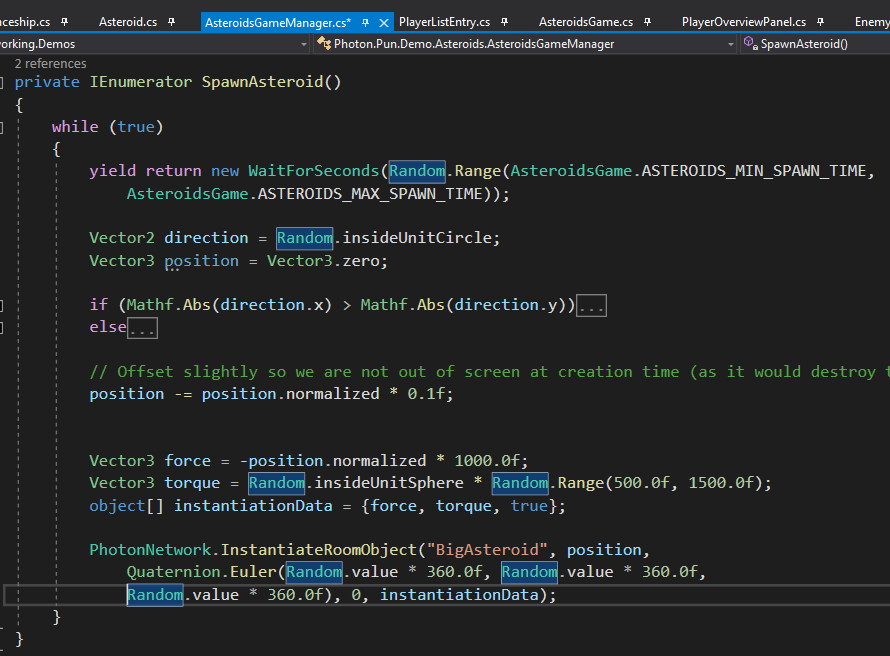 ceship.cs Asteroid.cs AsteroidsGameManager.cs* PlayerListEntry.cs AsteroidsGame.cs PlayerOverviewPanel.cs Enemy
orking.Demos Photon.Pun.Demo.Asteroids.AsteroidsGameManager SpawnAsteroid()
2 references
private IEnumerator SpawnAsteroid()
{
while (true)
{
yield return new WaitForSeconds(Random.Range(AsteroidsGame.ASTEROIDS_MIN_SPAWN_TIME,
AsteroidsGame.ASTEROIDS_MAX_SPAWN_TIME));
Vector2 direction = Random.insideUnitCircle;
Vector3 position = Vector3.zero;
if (Mathf.Abs(direction.x) > Mathf.Abs(direction.y))...
else...
// Offset slightly so we are not out of screen at creation time (as it would destroy t
position -= position.normalized * 0.1f;
Vector3 force = -position.normalized * 1000.0f;
Vector3 torque = Random.insideUnitSphere * Random.Range(500.0f, 1500.0f);
object[] instantiationData = {force, torque, true};
PhotonNetwork.InstantiateRoomObject("BigAsteroid", position,
Quaternion.Euler(Random.value * 360.0f, Random.value * 360.0f,
Random.value * 360.0f), 0, instantiationData);
}
}